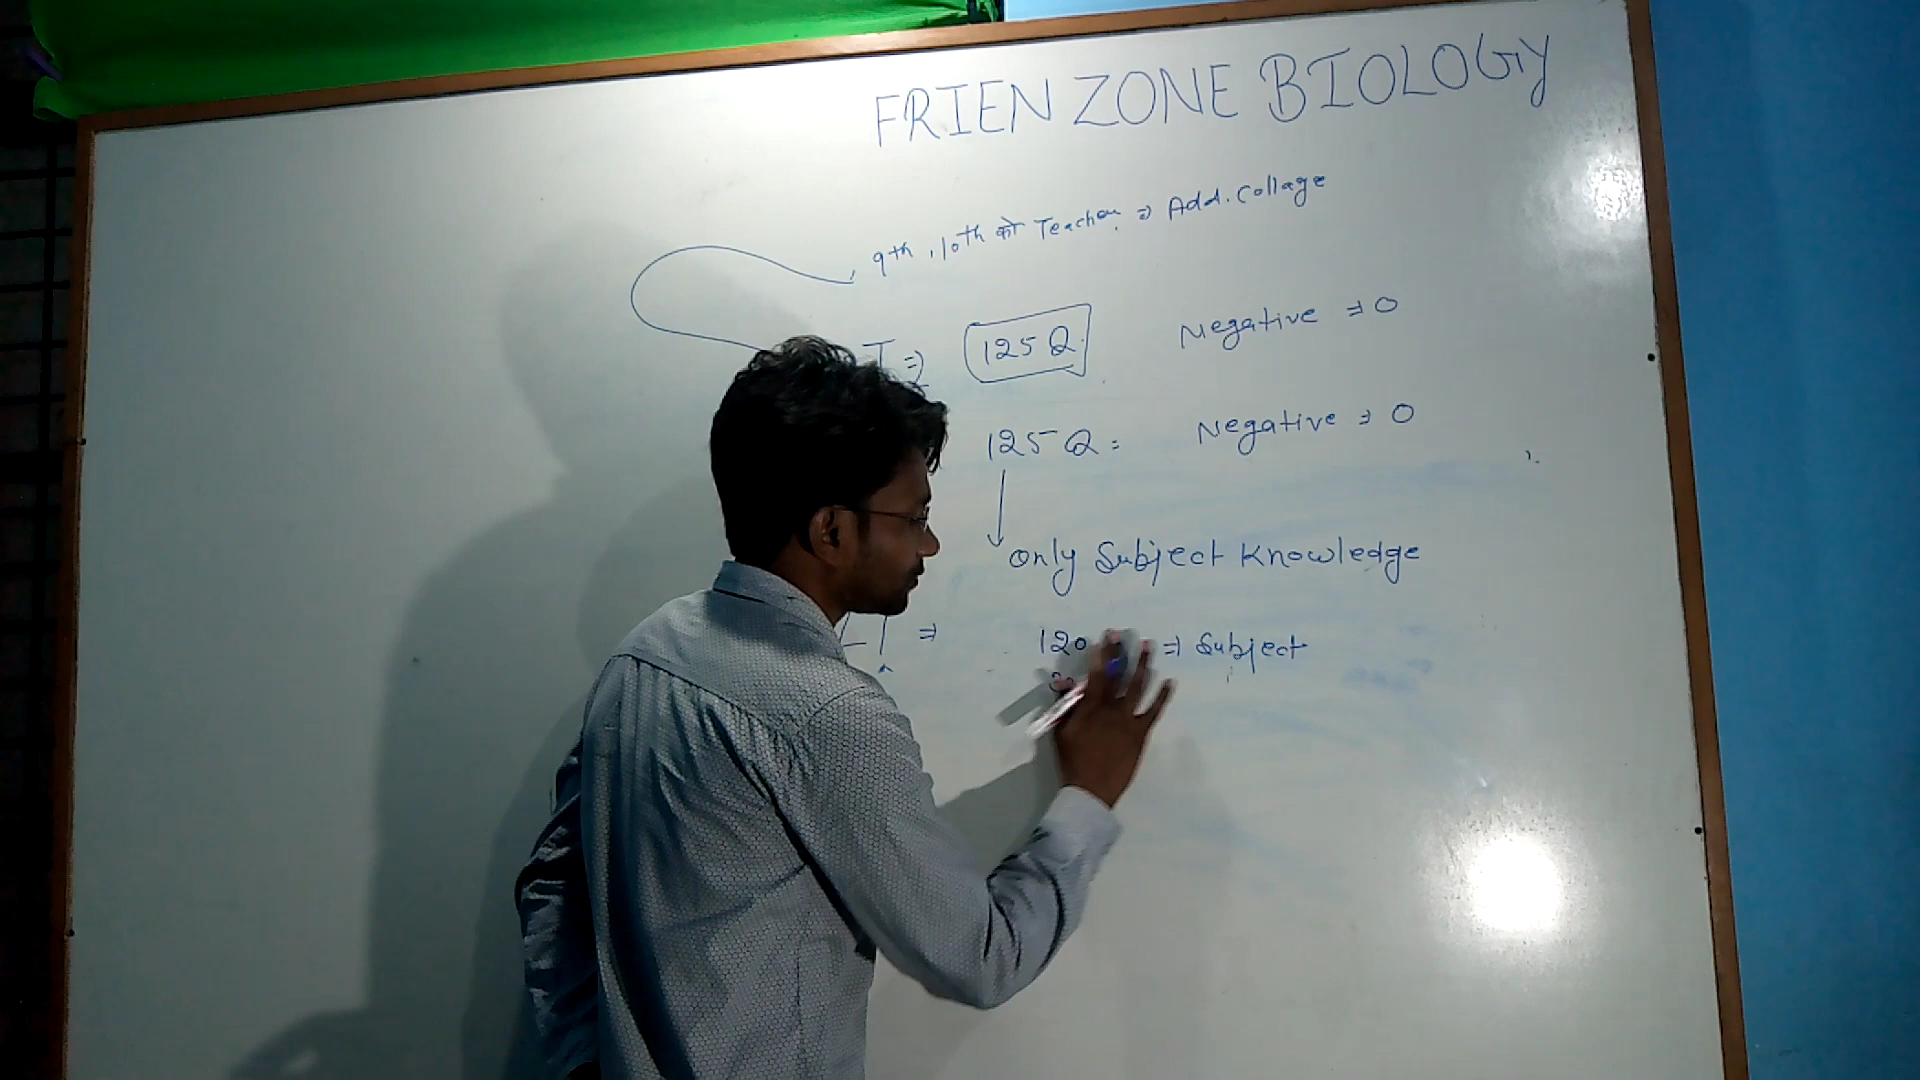 FRIEN ZONE BIOLOGY
9th, 10th को Teacher ⇒ Add. Collage
T ⇒ 125 Q. Negative ⇒ 0
125 Q = Negative ⇒ 0
Only Subject Knowledge
⇒ 120 ⇒ Subject